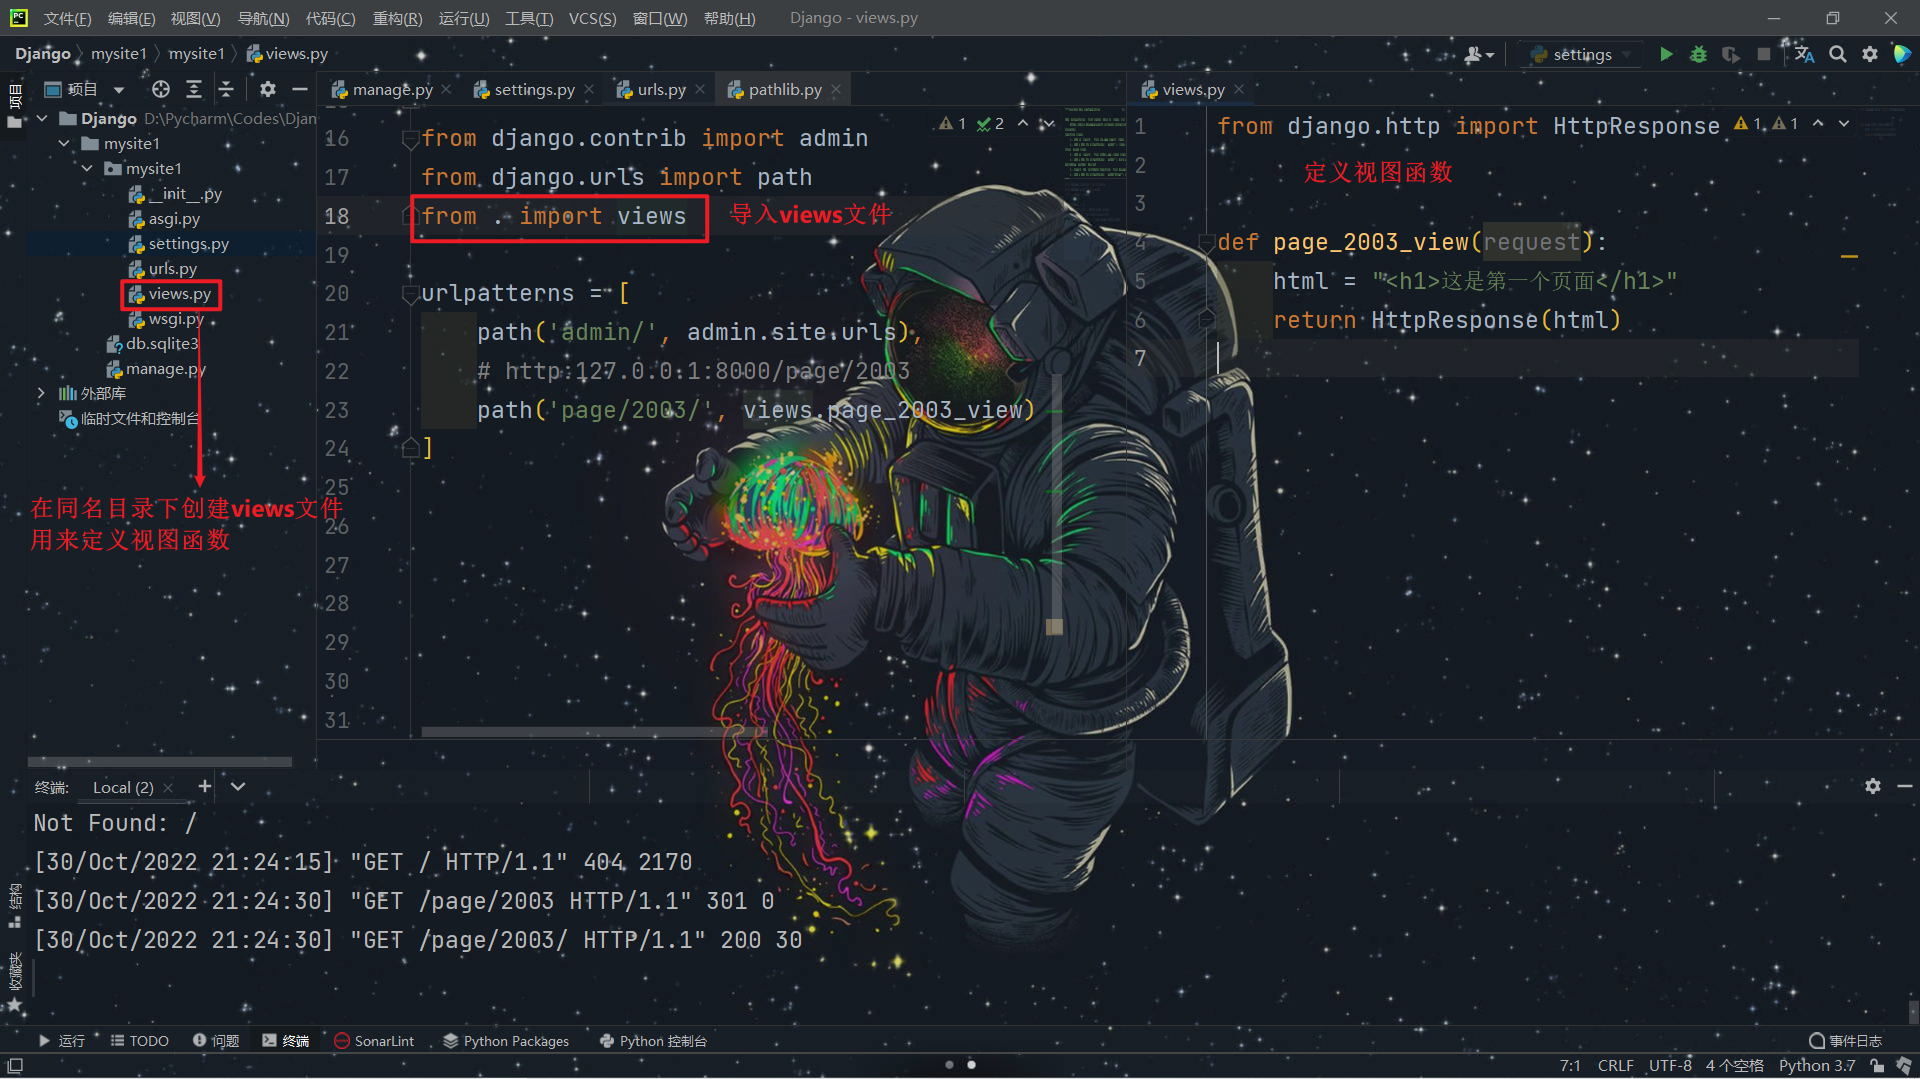 文件(F) 编辑(E) 视图(V) 导航(N) 代码(C) 重构(R) 运行(U) 工具(T) VCS(S) 窗口(W) 帮助(H) Django - views.py
Django mysite1 mysite1 views.py settings
项目 项目 manage.py settings.py urls.py pathlib.py views.py
Django D:\Pycharm\Codes\Djan
mysite1
mysite1
__init__.py
asgi.py
settings.py
urls.py
views.py
wsgi.py
db.sqlite3
manage.py
外部库
临时文件和控制台
在同名目录下创建views文件
用来定义视图函数
16 from django.contrib import admin
17 from django.urls import path
18 from . import views 导入views文件
19
20 urlpatterns = [
21 path('admin/', admin.site.urls),
22 # http:127.0.0.1:8000/page/2003
23 path('page/2003/', views.page_2003_view)
24 ]
25
26
27
28
29
30
31
1 2
1 from django.http import HttpResponse 1 1
2 定义视图函数
3
4 def page_2003_view(request):
5 html = "<h1>这是第一个页面</h1>"
6 return HttpResponse(html)
7
终端: Local (2)
Not Found: /
[30/Oct/2022 21:24:15] "GET / HTTP/1.1" 404 2170
[30/Oct/2022 21:24:30] "GET /page/2003 HTTP/1.1" 301 0
[30/Oct/2022 21:24:30] "GET /page/2003/ HTTP/1.1" 200 30
结构
收藏夹
运行 TODO 问题 终端 SonarLint Python Packages Python 控制台 事件日志
7:1 CRLF UTF-8 4 个空格 Python 3.7